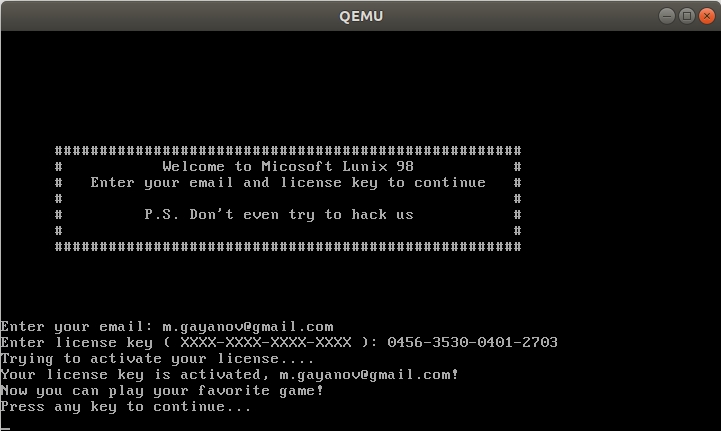 QEMU
####################################################
# Welcome to Micosoft Lunix 98 #
# Enter your email and license key to continue #
# #
# P.S. Don't even try to hack us #
# #
####################################################
Enter your email: m.gayanov@gmail.com
Enter license key ( XXXX-XXXX-XXXX-XXXX ): 0456-3530-0401-2703
Trying to activate your license....
Your license key is activated, m.gayanov@gmail.com!
Now you can play your favorite game!
Press any key to continue...
_